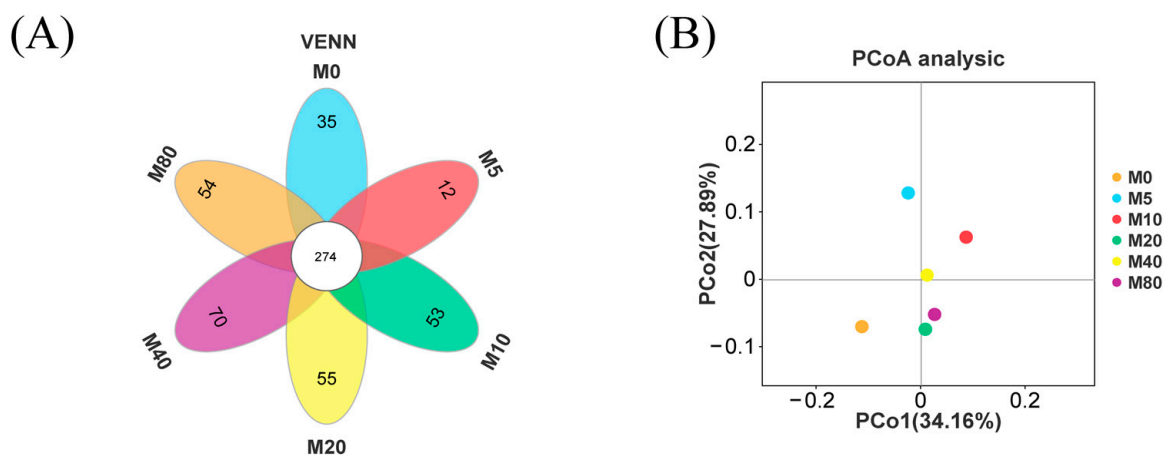 (A)
VENN
M0
35
M80
54
M5
12
274
M40
70
M10
53
55
M20
(B)
PCoA analysic
PCo2(27.89%)
0.2
0.1
0
−0.1
−0.2
0
0.2
PCo1(34.16%)
M0
M5
M10
M20
M40
M80